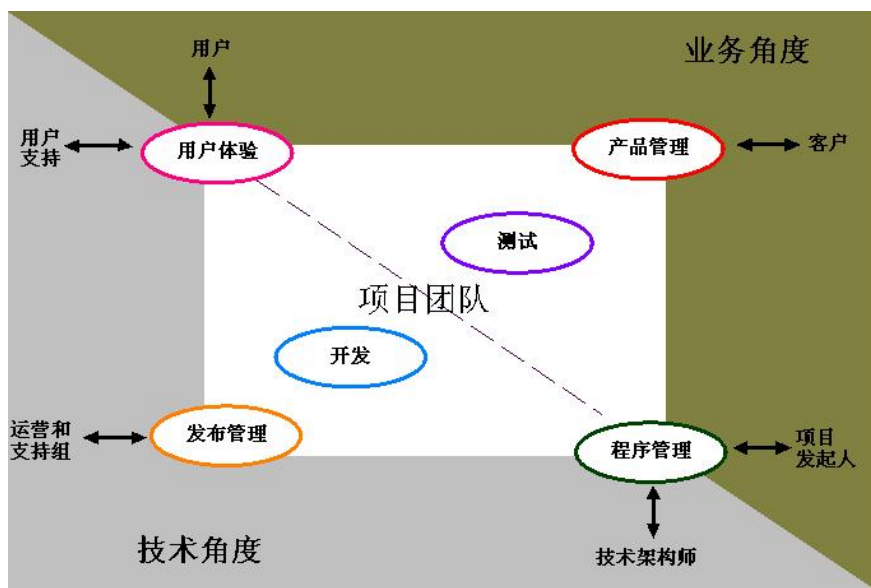 用户
业务角度
用户
支持
用户体验
产品管理
客户
测试
项目团队
开发
运营和
支持组
发布管理
程序管理
项目
发起人
技术角度
技术架构师